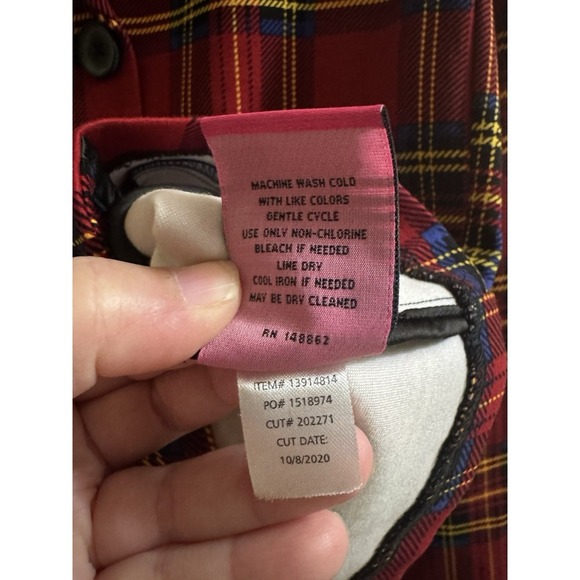 MACHINE WASH COLD
WITH LIKE COLORS
GENTLE CYCLE
USE ONLY NON-CHLORINE
BLEACH IF NEEDED
LINE DRY
COOL IRON IF NEEDED
MAY BE DRY CLEANED
RN 148862
ITEM# 13914814
PO# 1518974
CUT# 202271
CUT DATE:
10/8/2020